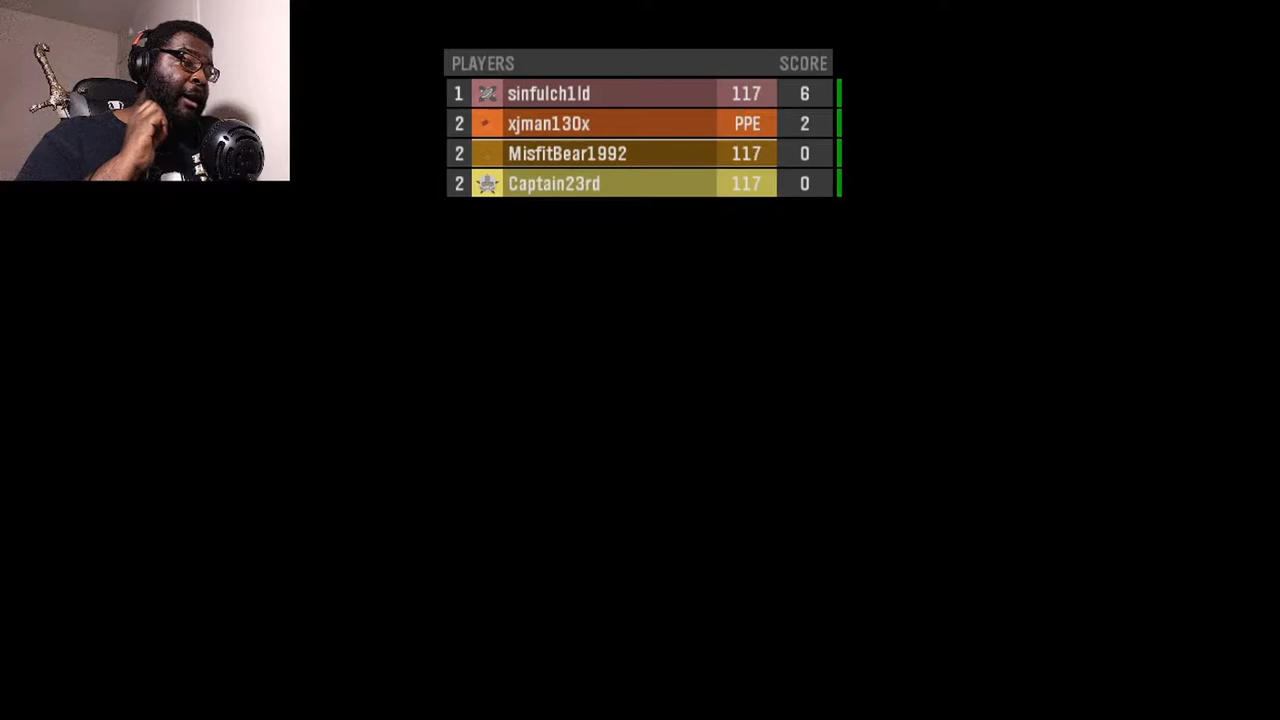 PLAYERS SCORE
1 sinfulch1ld 117 6
2 xjman130x PPE 2
2 MisfitBear1992 117 0
2 Captain23rd 117 0